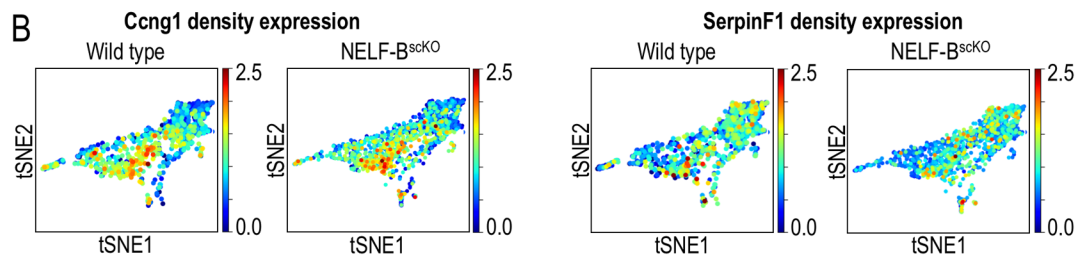 B
Ccng1 density expression
SerpinF1 density expression
Wild type
NELF-Bscᴷᴼ
Wild type
NELF-Bscᴷᴼ
2.5
2.5
2.5
2.5
tSNE2
tSNE2
tSNE2
tSNE2
0.0
0.0
0.0
0.0
tSNE1
tSNE1
tSNE1
tSNE1